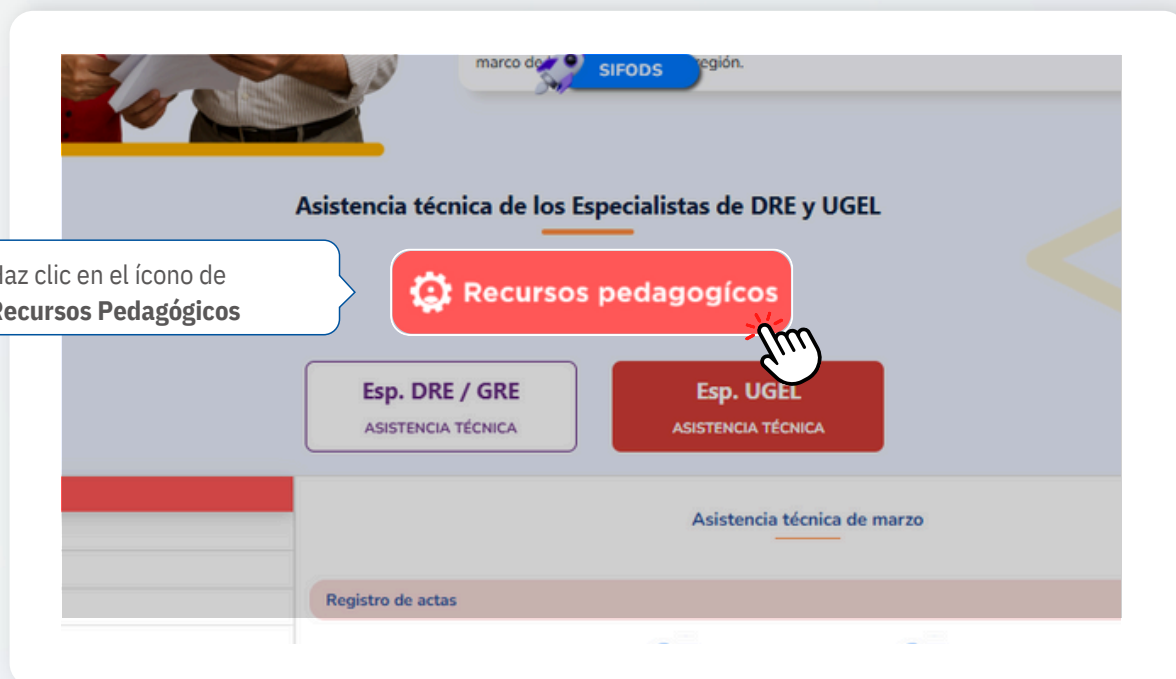 marco de
SIFODS
región.
Asistencia técnica de los Especialistas de DRE y UGEL
Haz clic en el ícono de
Recursos Pedagógicos
Recursos pedagogícos
Esp. DRE / GRE
ASISTENCIA TÉCNICA
Esp. UGEL
ASISTENCIA TÉCNICA
Asistencia técnica de marzo
Registro de actas